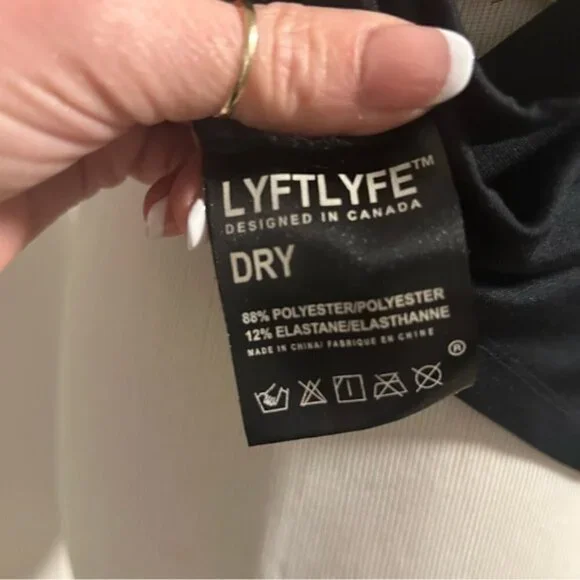 LYFTLYFE™
DESIGNED IN CANADA
DRY
88% POLYESTER/POLYESTER
12% ELASTANE/ELASTHANNE
MADE IN CHINA/ FABRIQUE EN CHINE
®